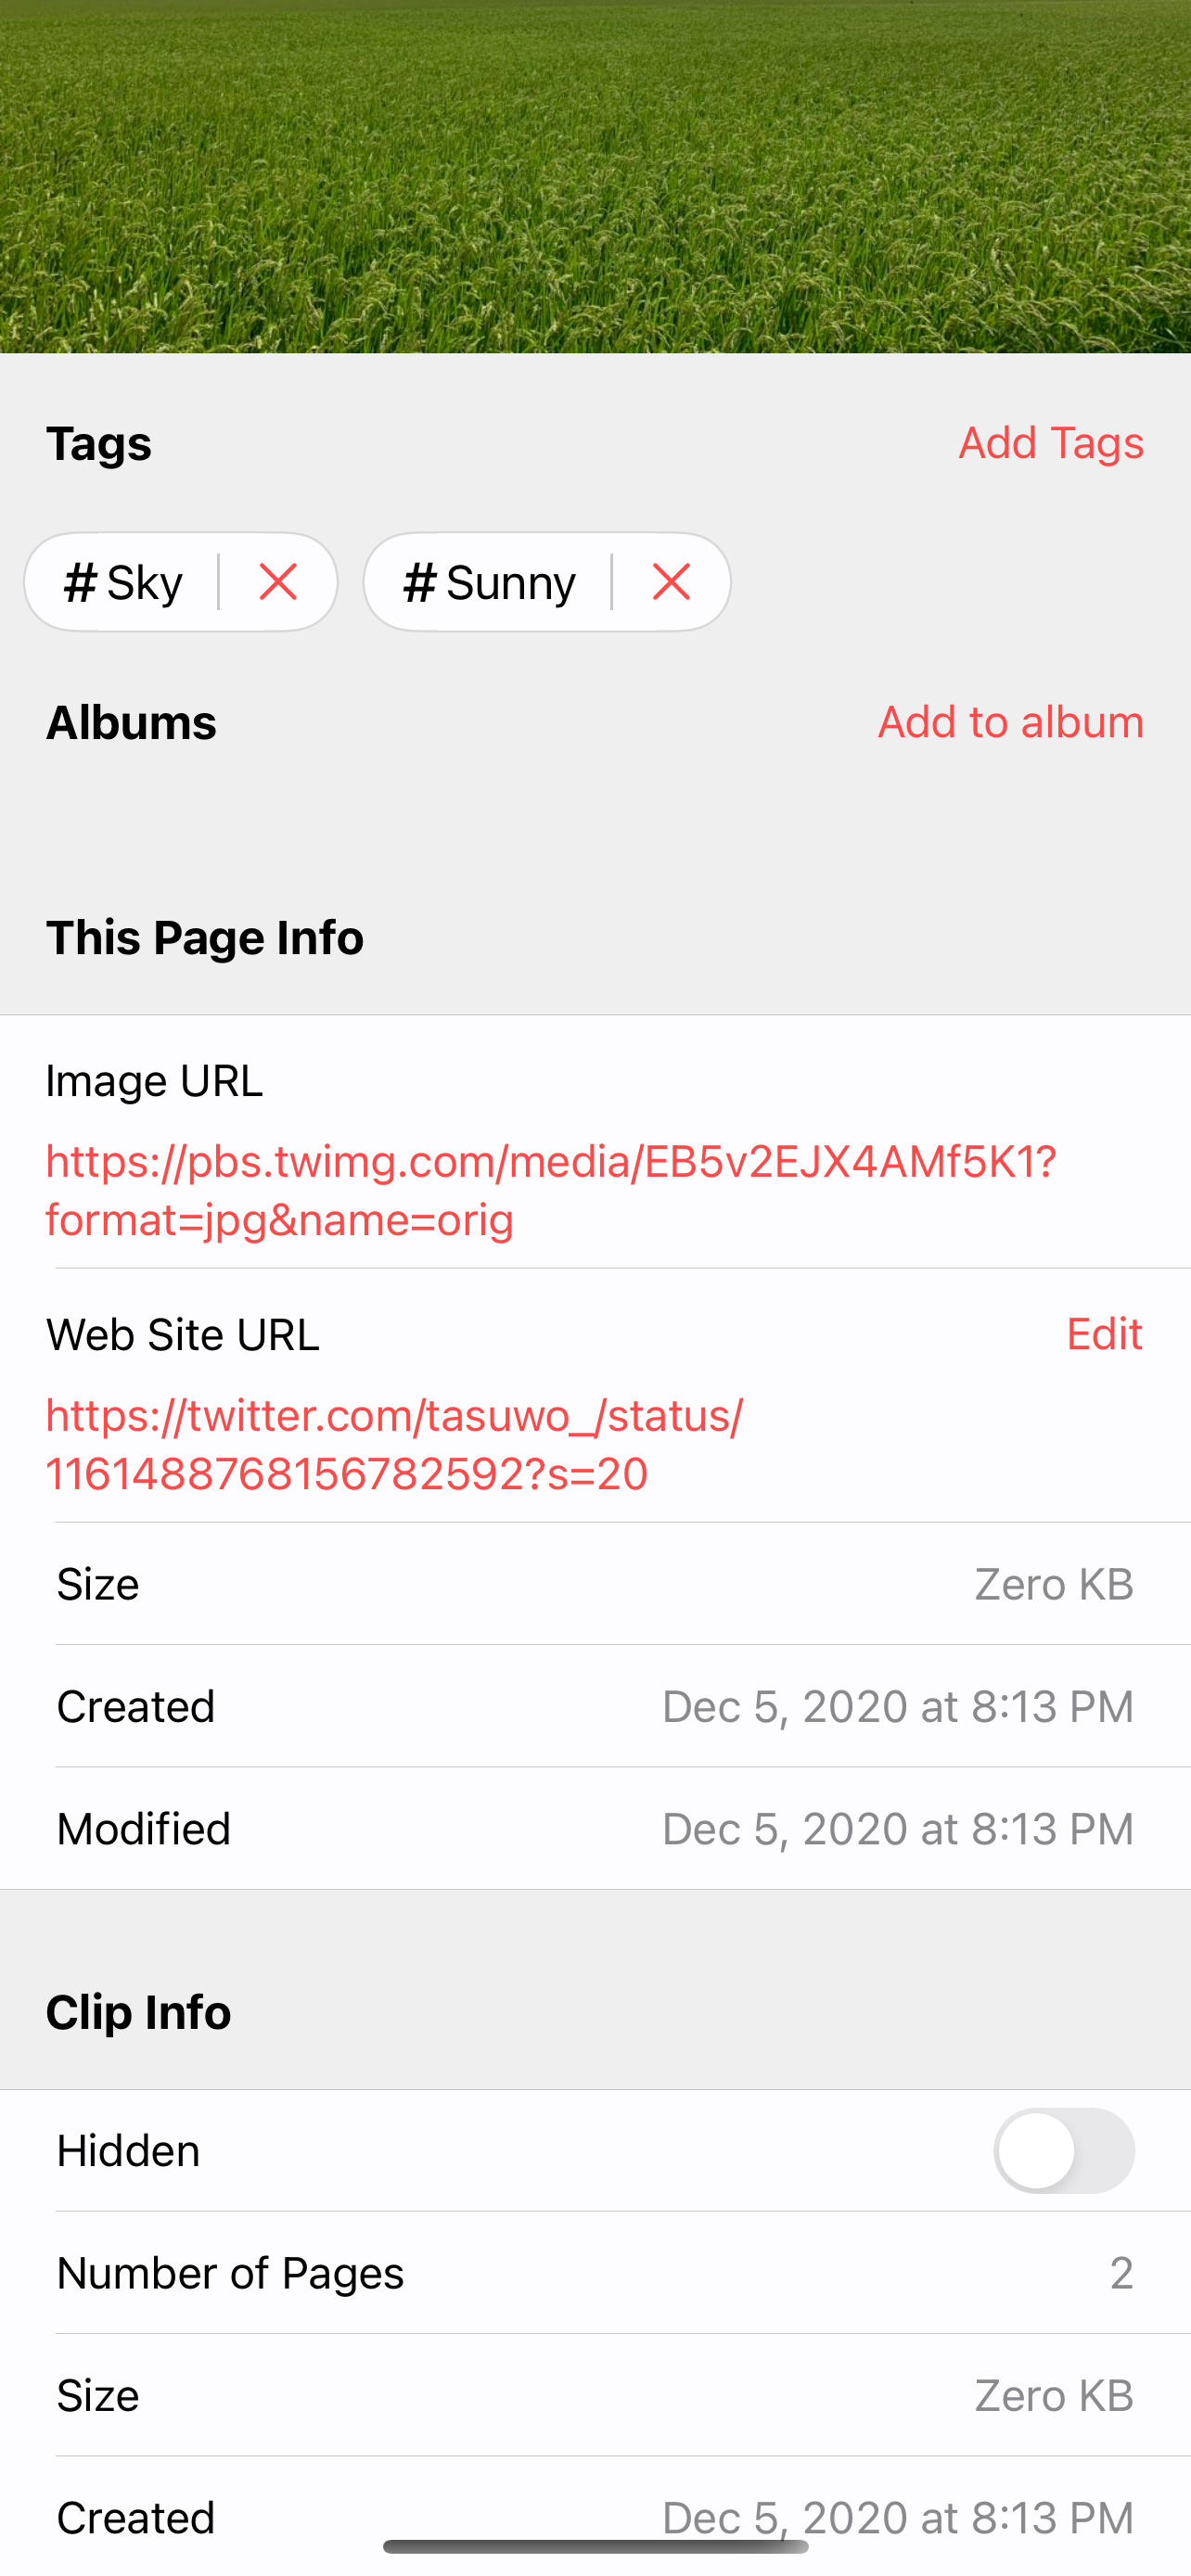 Tags
Add Tags
# Sky
# Sunny
Albums
Add to album
This Page Info
Image URL
https://pbs.twimg.com/media/EB5v2EJX4AMf5K1?
format=jpg&name=orig
Web Site URL
Edit
https://twitter.com/tasuwo_/status/
1161488768156782592?s=20
Size
Zero KB
Created
Dec 5, 2020 at 8:13 PM
Modified
Dec 5, 2020 at 8:13 PM
Clip Info
Hidden
Number of Pages
2
Size
Zero KB
Created
Dec 5, 2020 at 8:13 PM